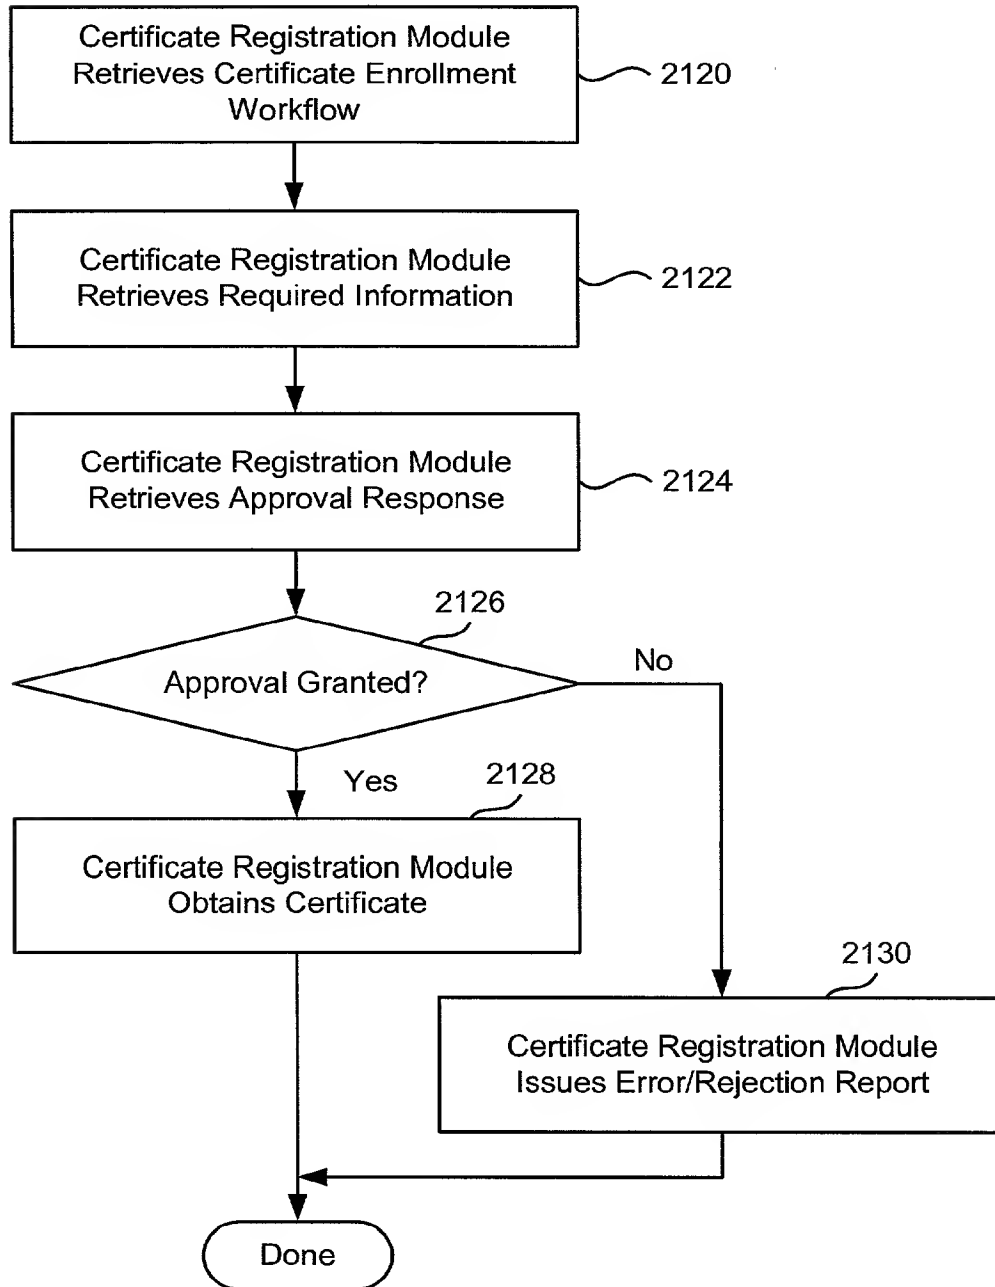 Certificate Registration Module
Retrieves Certificate Enrollment
Workflow
2120
Certificate Registration Module
Retrieves Required Information
2122
Certificate Registration Module
Retrieves Approval Response
2124
2126
Approval Granted?
No
Yes
2128
Certificate Registration Module
Obtains Certificate
2130
Certificate Registration Module
Issues Error/Rejection Report
Done